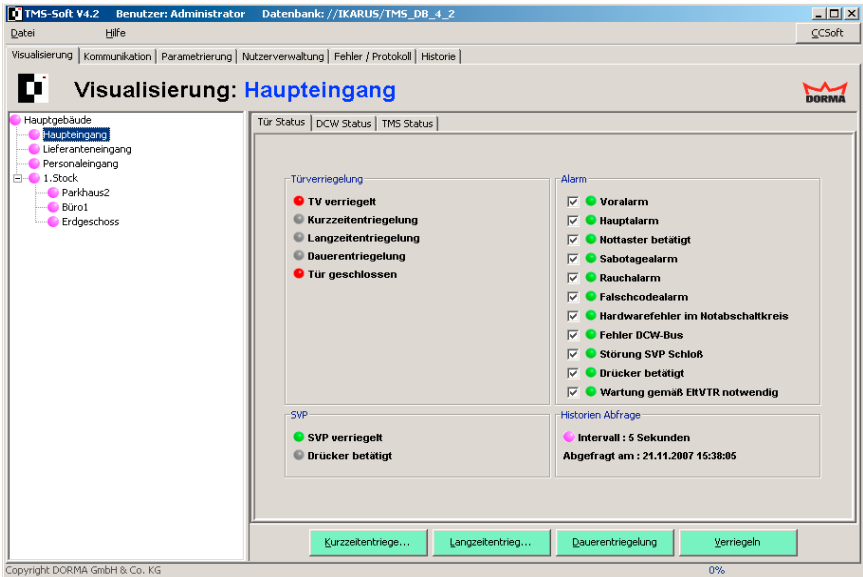 TMS-Soft V4.2 Benutzer: Administrator Datenbank: //IKARUS/TMS_DB_4_2
Datei Hilfe CCSoft
Visualisierung Kommunikation Parametrierung Nutzerverwaltung Fehler / Protokoll Historie
Visualisierung: Haupteingang
DORMA
Hauptgebäude
Haupteingang
Lieferanteneingang
Personaleingang
1.Stock
Parkhaus2
Büro1
Erdgeschoss
Tür Status DCW Status TMS Status
Türverriegelung
TV verriegelt
Kurzzeitentriegelung
Langzeitentriegelung
Dauerentriegelung
Tür geschlossen
Alarm
Voralarm
Hauptalarm
Nottaster betätigt
Sabotagealarm
Rauchalarm
Falschcodealarm
Hardwarefehler im Notabschaltkreis
Fehler DCW-Bus
Störung SVP Schloß
Drücker betätigt
Wartung gemäß EltVTR notwendig
SVP
SVP verriegelt
Drücker betätigt
Historien Abfrage
Intervall : 5 Sekunden
Abgefragt am : 21.11.2007 15:38:05
Kurzzeitentriege... Langzeitentrieg... Dauerentriegelung Verriegeln
Copyright DORMA GmbH & Co. KG 0%